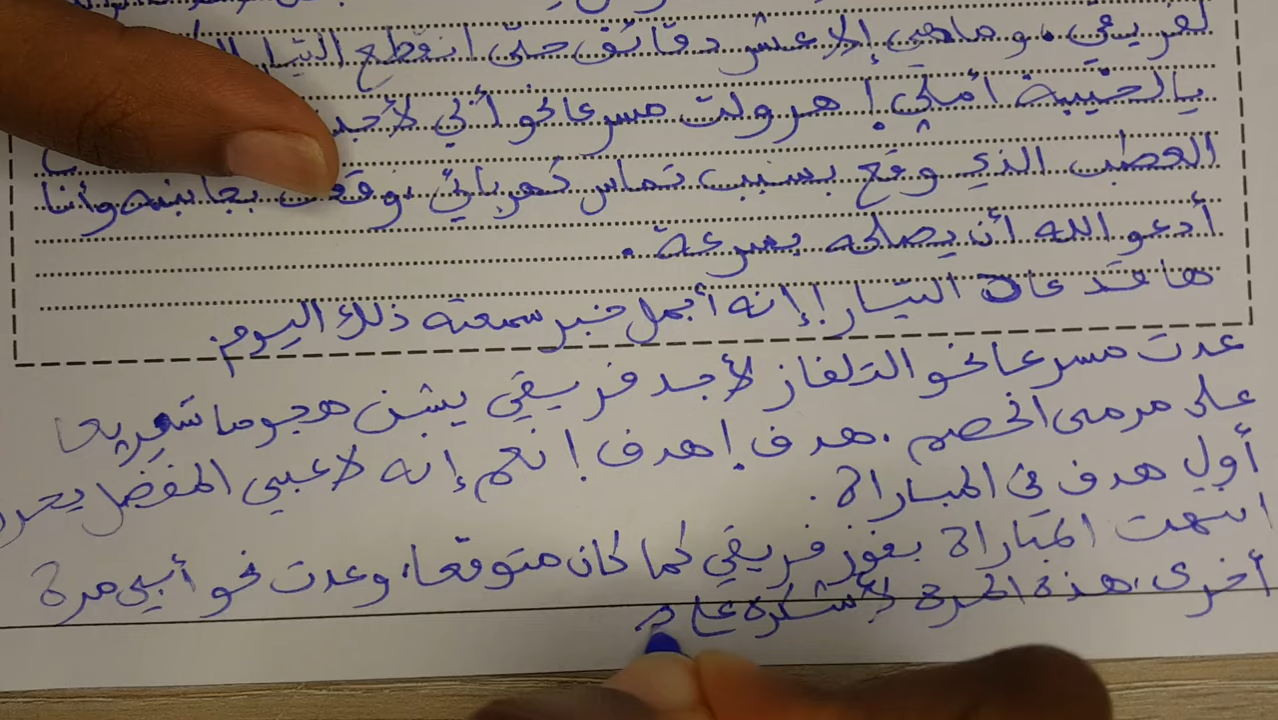 لفريقي. وما هي إلا عشر دقائق حتى انقطع التيار
يا لخيبة أملي! هرولت مسرعا نحو أبي لأجد
العطب الذي وقع بسبب تماس كهربائي. وقفت بجانبه وأنا
أدعو الله أن يصلحه بسرعة.
ها قد عاد التيار! إنه أجمل خبر سمعته ذلك اليوم.
عدت مسرعا نحو التلفاز لأجد فريقي يشن هجوما سريعا
على مرمى الخصم. هدف! هدف! نعم إنه لاعبي المفضل يحرز
أول هدف في المباراة.
انتهت المباراة بفوز فريقي كما كان متوقعا، وعدت نحو أبي مرة
أخرى، هذه المرة لأشكره على م